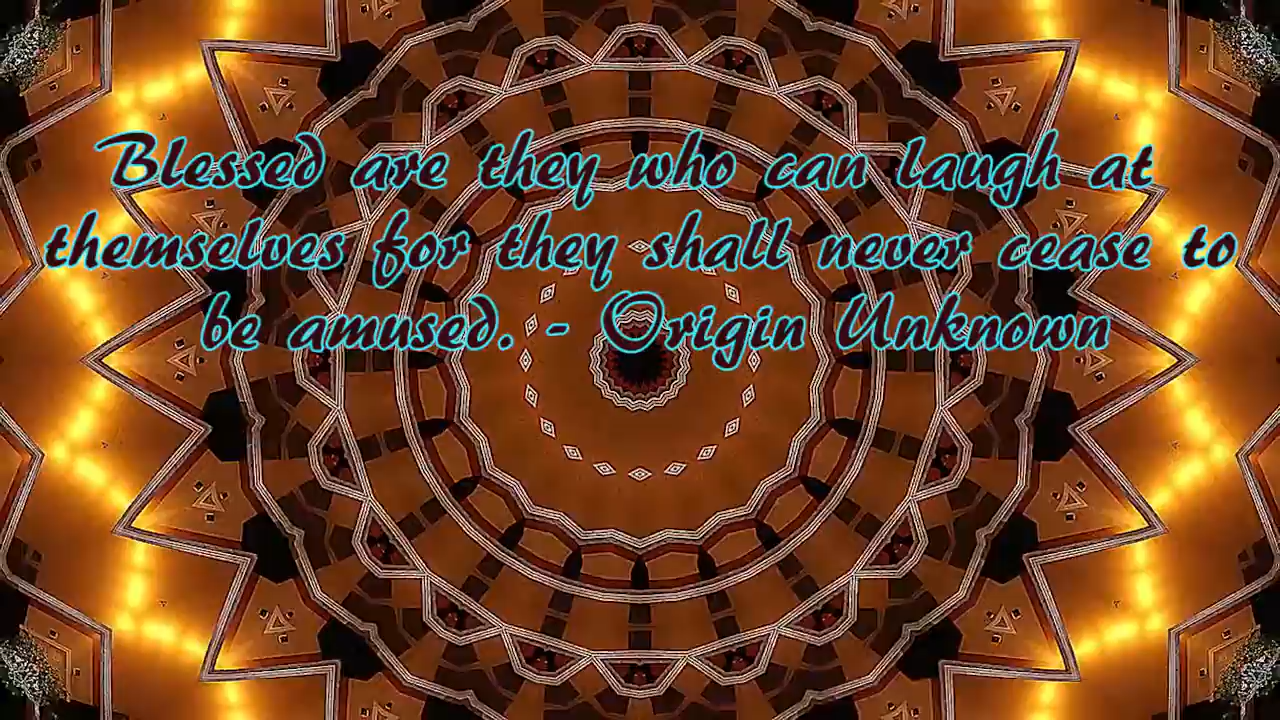 Blessed are they who can laugh at
themselves for they shall never cease to
be amused. - Origin Unknown